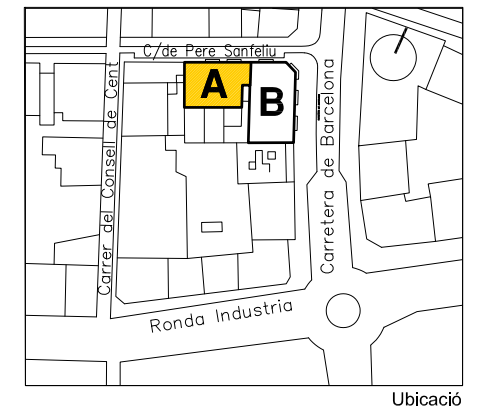 C/de Pere Sanfeliu
A
B
Carrer del Consell de Cent
Carretera de Barcelona
Ronda Industria
Ubicació